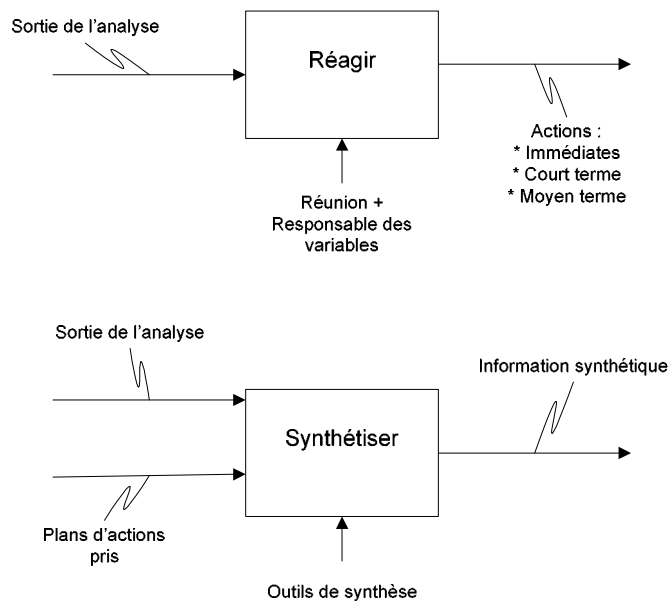 Sortie de l’analyse
Réagir
Actions :
* Immédiates
* Court terme
* Moyen terme
Réunion +
Responsable des
variables
Sortie de l’analyse
Information synthétique
Synthétiser
Plans d’actions
pris
Outils de synthèse